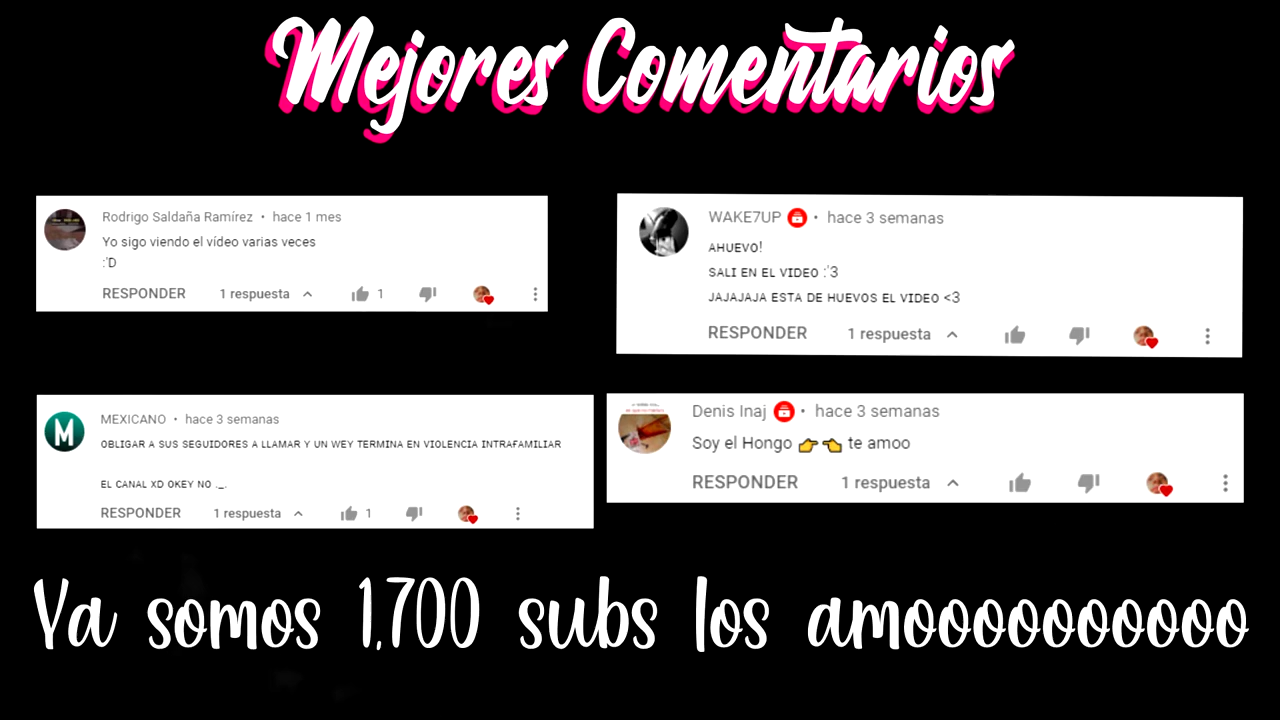 Mejores Comentarios
Rodrigo Saldaña Ramírez • hace 1 mes
Yo sigo viendo el vídeo varias veces
:'D
RESPONDER 1 respuesta 1
WAKE7UP • hace 3 semanas
AHUEVO!
SALI EN EL VIDEO :'3
JAJAJAJA ESTA DE HUEVOS EL VIDEO <3
RESPONDER 1 respuesta
M
MEXICANO • hace 3 semanas
OBLIGAR A SUS SEGUIDORES A LLAMAR Y UN WEY TERMINA EN VIOLENCIA INTRAFAMILIAR
EL CANAL XD OKEY NO ._.
RESPONDER 1 respuesta 1
Denis Inaj • hace 3 semanas
Soy el Hongo 👉👈 te amoo
RESPONDER 1 respuesta
Ya somos 1,700 subs los amooooooooooo